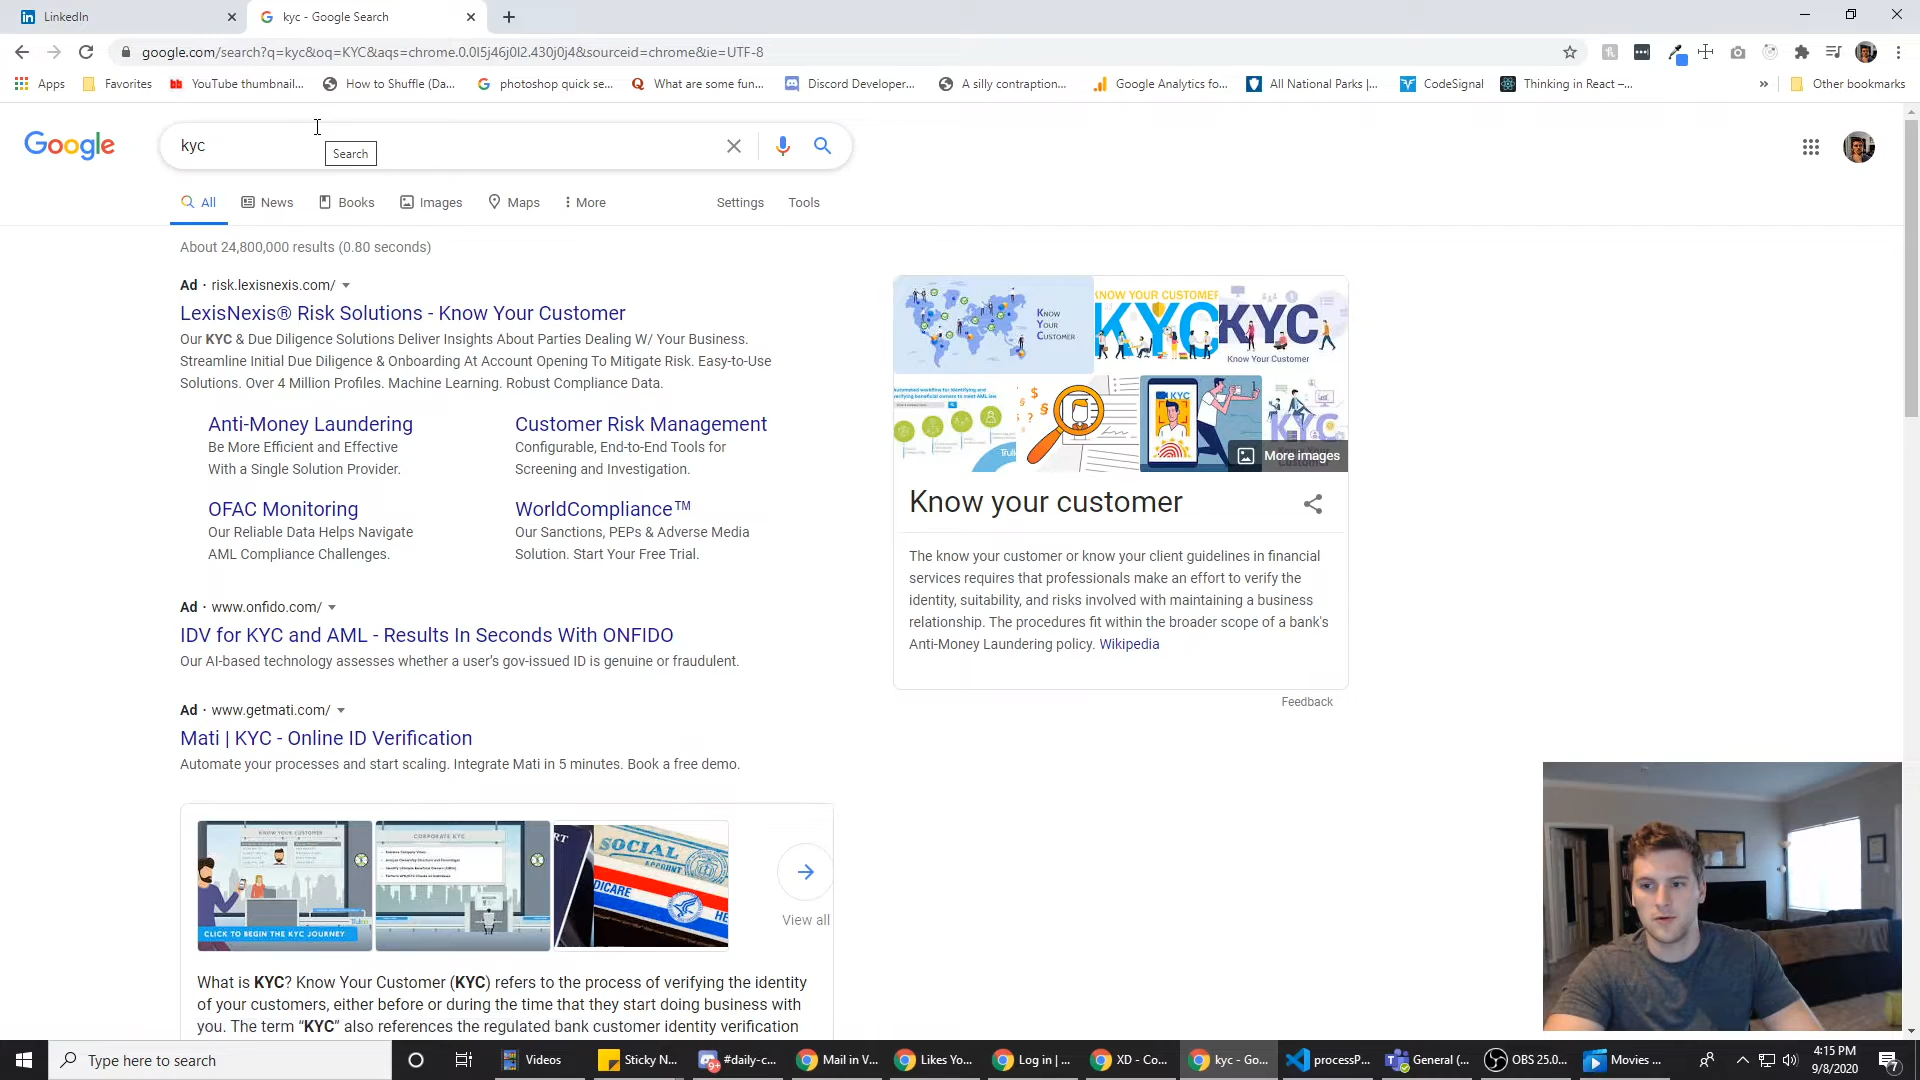 LinkedIn
kyc - Google Search
google.com/search?q=kyc&oq=KYC&aqs=chrome.0.0l5j46j0l2.430j0j4&sourceid=chrome&ie=UTF-8
Apps
Favorites
YouTube thumbnail...
How to Shuffle (Da...
photoshop quick se...
What are some fun...
Discord Developer...
A silly contraption...
Google Analytics fo...
All National Parks |...
CodeSignal
Thinking in React –...
»
Other bookmarks
Google
kyc
Search
All
News
Books
Images
Maps
More
Settings
Tools
About 24,800,000 results (0.80 seconds)
Ad · risk.lexisnexis.com/
LexisNexis® Risk Solutions - Know Your Customer
Our KYC & Due Diligence Solutions Deliver Insights About Parties Dealing W/ Your Business.
Streamline Initial Due Diligence & Onboarding At Account Opening To Mitigate Risk. Easy-to-Use
Solutions. Over 4 Million Profiles. Machine Learning. Robust Compliance Data.
Anti-Money Laundering
Be More Efficient and Effective
With a Single Solution Provider.
Customer Risk Management
Configurable, End-to-End Tools for
Screening and Investigation.
OFAC Monitoring
Our Reliable Data Helps Navigate
AML Compliance Challenges.
WorldCompliance™
Our Sanctions, PEPs & Adverse Media
Solution. Start Your Free Trial.
Ad · www.onfido.com/
IDV for KYC and AML - Results In Seconds With ONFIDO
Our AI-based technology assesses whether a user's gov-issued ID is genuine or fraudulent.
Ad · www.getmati.com/
Mati | KYC - Online ID Verification
Automate your processes and start scaling. Integrate Mati in 5 minutes. Book a free demo.
KNOW YOUR CUSTOMER
CLICK TO BEGIN THE KYC JOURNEY
CORPORATE KYC
SOCIAL
ACCOUNT
DICARE
HE
View all
What is KYC? Know Your Customer (KYC) refers to the process of verifying the identity
of your customers, either before or during the time that they start doing business with
you. The term “KYC” also references the regulated bank customer identity verification
KNOW
YOUR
CUSTOMER
KNOW YOUR CUSTOMER
KYC
KYC
Know Your Customer
KYC
KYC
More images
Know your customer
The know your customer or know your client guidelines in financial
services requires that professionals make an effort to verify the
identity, suitability, and risks involved with maintaining a business
relationship. The procedures fit within the broader scope of a bank's
Anti-Money Laundering policy. Wikipedia
Feedback
Type here to search
Videos
Sticky N...
#daily-c...
Mail in V...
Likes Yo...
Log in | ...
XD - Co...
kyc - Go...
processP...
General (...
OBS 25.0...
Movies ...
4:15 PM
9/8/2020
7